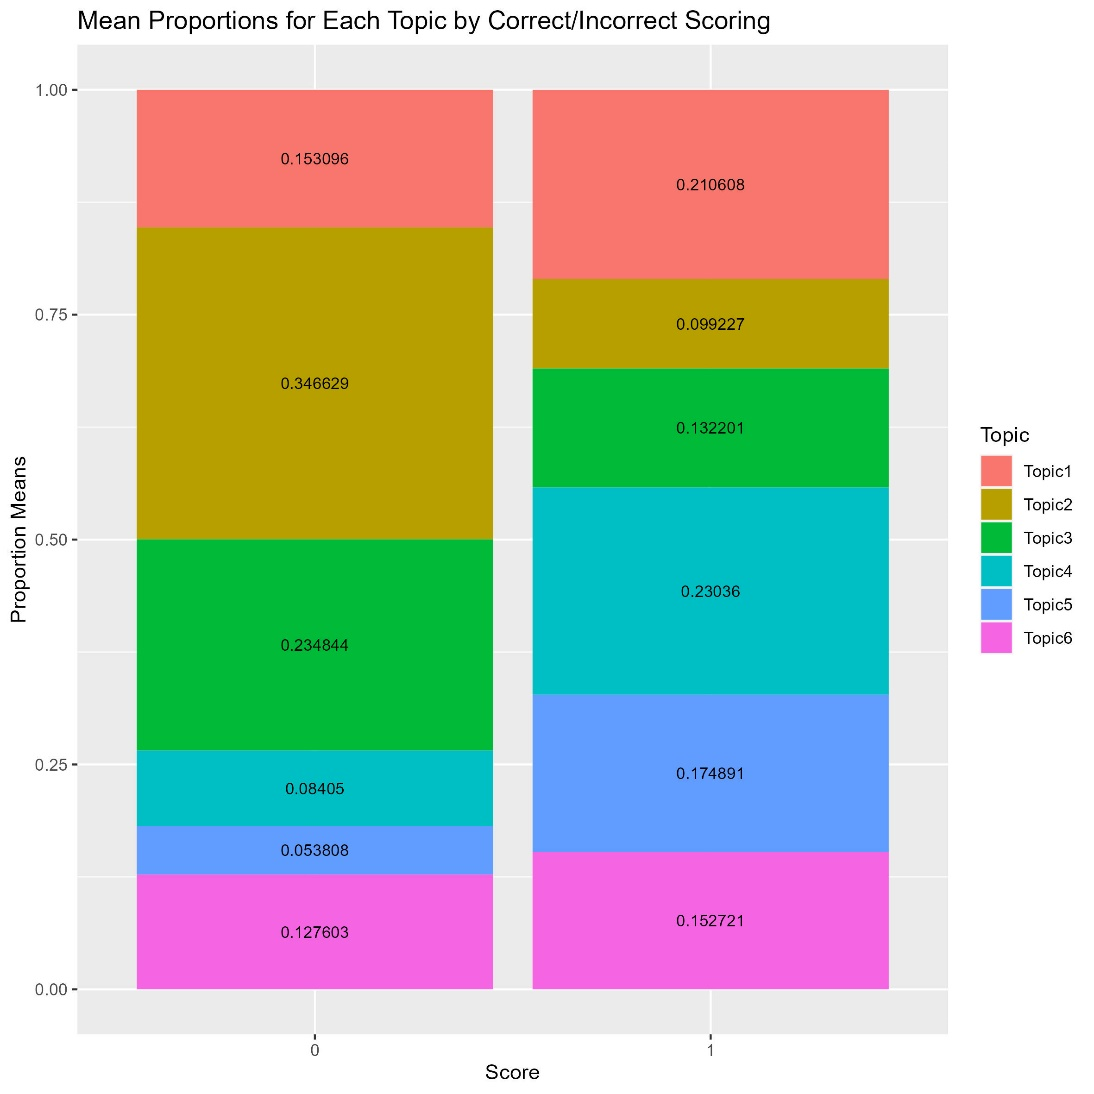 Mean Proportions for Each Topic by Correct/Incorrect Scoring
Proportion Means
1.00
0.75
0.50
0.25
0.00
0.153096
0.346629
0.234844
0.08405
0.053808
0.127603
0.210608
0.099227
0.132201
0.23036
0.174891
0.152721
0
1
Score
Topic
Topic1
Topic2
Topic3
Topic4
Topic5
Topic6